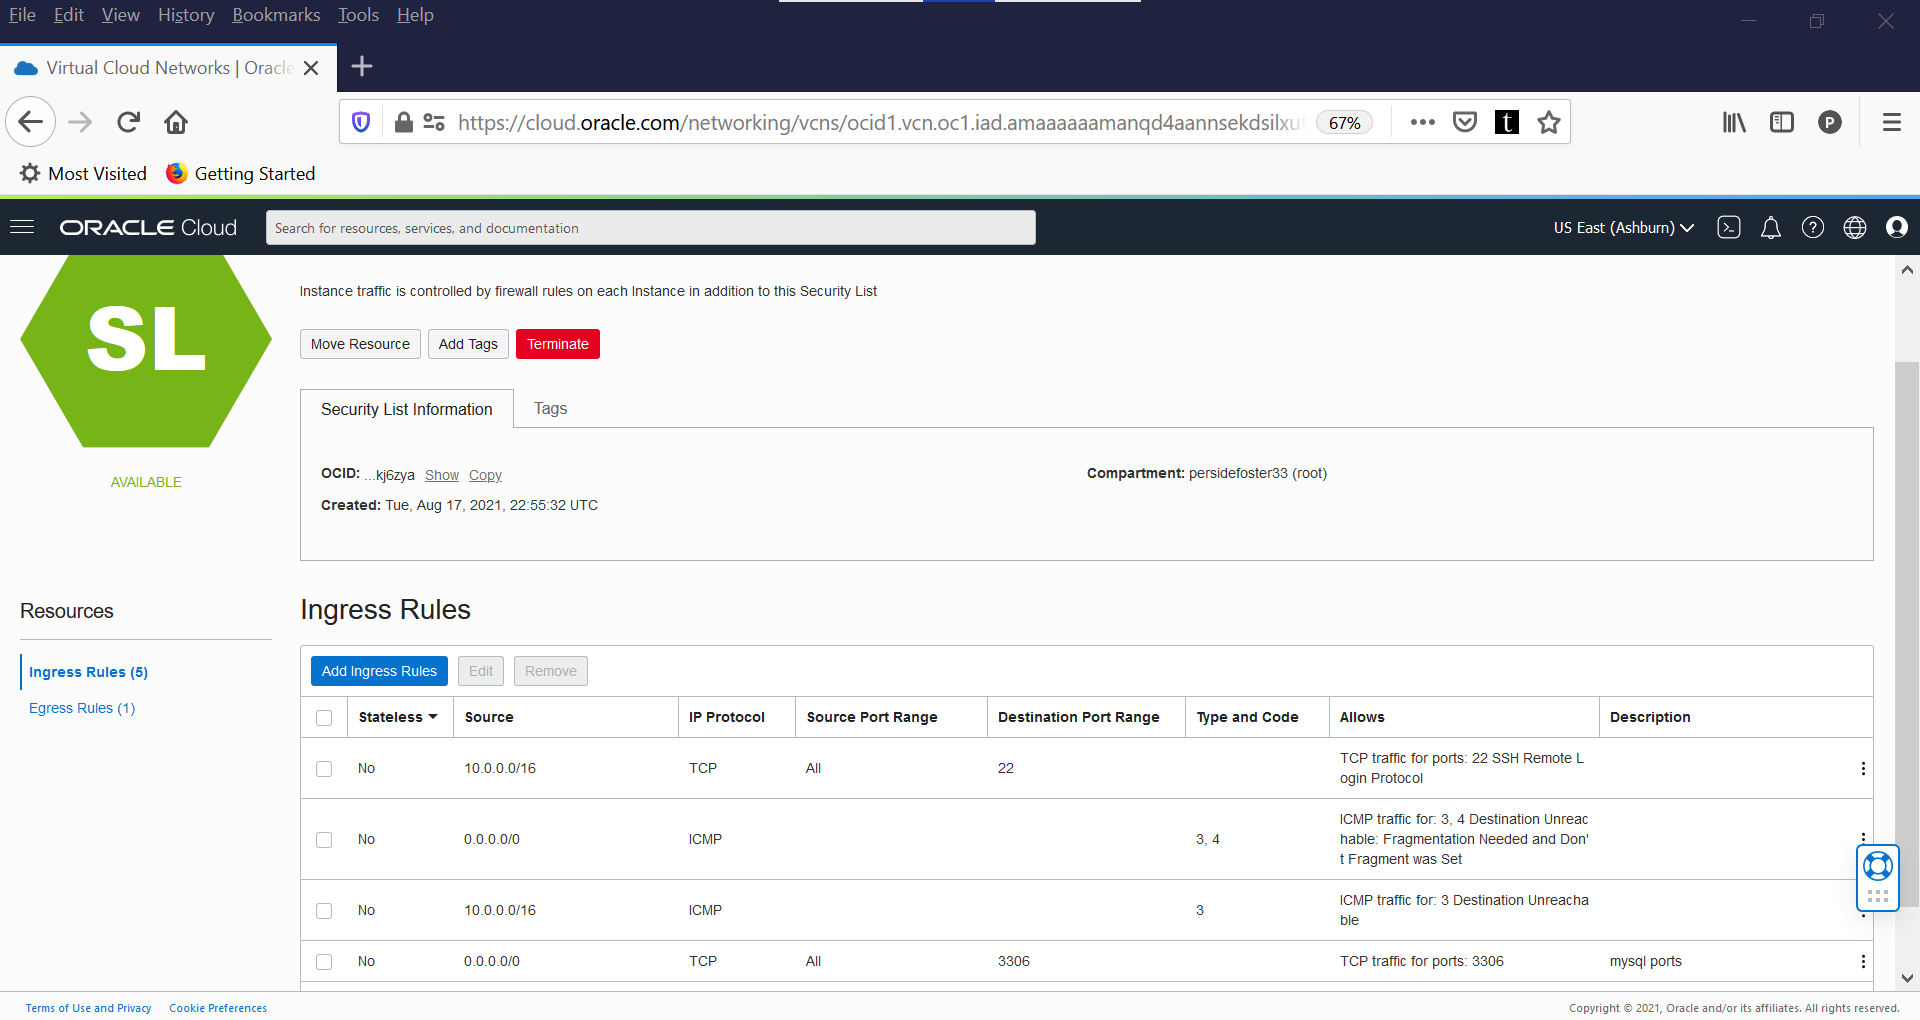 File Edit View History Bookmarks Tools Help
Virtual Cloud Networks | Oracle
https://cloud.oracle.com/networking/vcns/ocid1.vcn.oc1.iad.amaaaaaamanqd4aannsekdsilxut 67% t P
Most Visited Getting Started
ORACLE Cloud Search for resources, services, and documentation US East (Ashburn)
SL
AVAILABLE
Instance traffic is controlled by firewall rules on each Instance in addition to this Security List
Move Resource Add Tags Terminate
Security List Information Tags
OCID: ...kj6zya Show Copy Compartment: persidefoster33 (root)
Created: Tue, Aug 17, 2021, 22:55:32 UTC
Resources
Ingress Rules (5)
Egress Rules (1)
Ingress Rules
Add Ingress Rules Edit Remove
Stateless Source IP Protocol Source Port Range Destination Port Range Type and Code Allows Description
No 10.0.0.0/16 TCP All 22 TCP traffic for ports: 22 SSH Remote L
ogin Protocol
No 0.0.0.0/0 ICMP 3, 4 ICMP traffic for: 3, 4 Destination Unreac
hable: Fragmentation Needed and Don'
t Fragment was Set
No 10.0.0.0/16 ICMP 3 ICMP traffic for: 3 Destination Unreacha
ble
No 0.0.0.0/0 TCP All 3306 TCP traffic for ports: 3306 mysql ports
Terms of Use and Privacy Cookie Preferences Copyright © 2021, Oracle and/or its affiliates. All rights reserved.